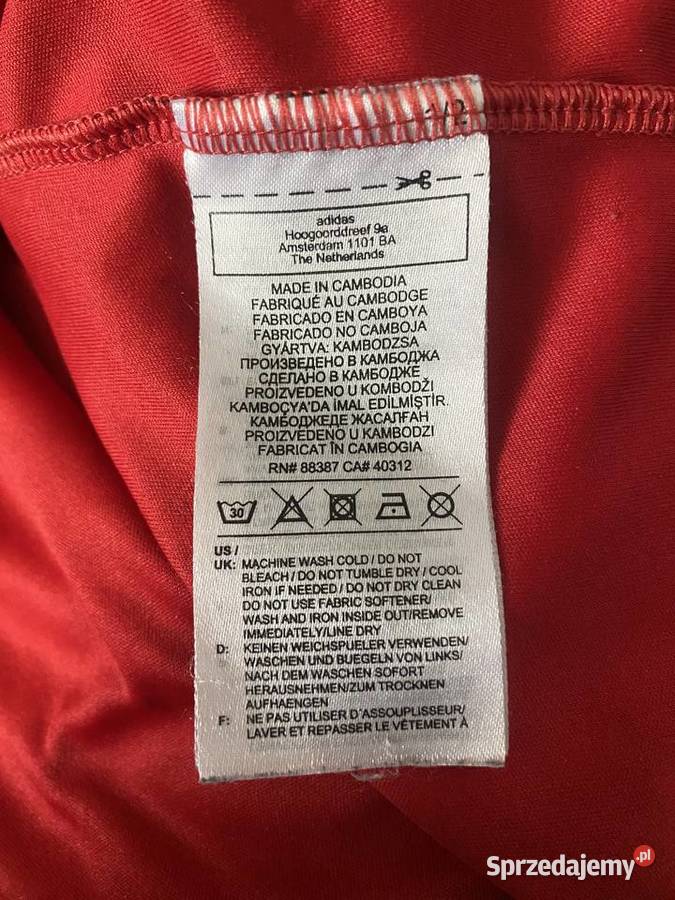 adidas
Hoogoorddreef 9a
Amsterdam 1101 BA
The Netherlands
MADE IN CAMBODIA
FABRIQUÉ AU CAMBODGE
FABRICADO EN CAMBOYA
FABRICADO NO CAMBOJA
GYÁRTVA: KAMBODZSA
ПРОИЗВЕДЕНО В КАМБОДЖА
СДЕЛАНО В КАМБОДЖЕ
PROIZVEDENO U KOMBODŽI
KAMBOÇYA'DA İMAL EDİLMİŞTİR.
КАМБОДЖЕДЕ ЖАСАЛҒАН
PROIZVEDENO U KAMBODZI
FABRICAT ÎN CAMBOGIA
RN# 88387 CA# 40312
30
US /
UK: MACHINE WASH COLD / DO NOT
BLEACH / DO NOT TUMBLE DRY / COOL
IRON IF NEEDED / DO NOT DRY CLEAN
DO NOT USE FABRIC SOFTENER/
WASH AND IRON INSIDE OUT/REMOVE
IMMEDIATELY/LINE DRY
D: KEINEN WEICHSPUELER VERWENDEN/
WASCHEN UND BUEGELN VON LINKS/
NACH DEM WASCHEN SOFORT
HERAUSNEHMEN/ZUM TROCKNEN
AUFHAENGEN
F: NE PAS UTILISER D'ASSOUPLISSEUR/
LAVER ET REPASSER LE VÊTEMENT À
Sprzedajemy.pl